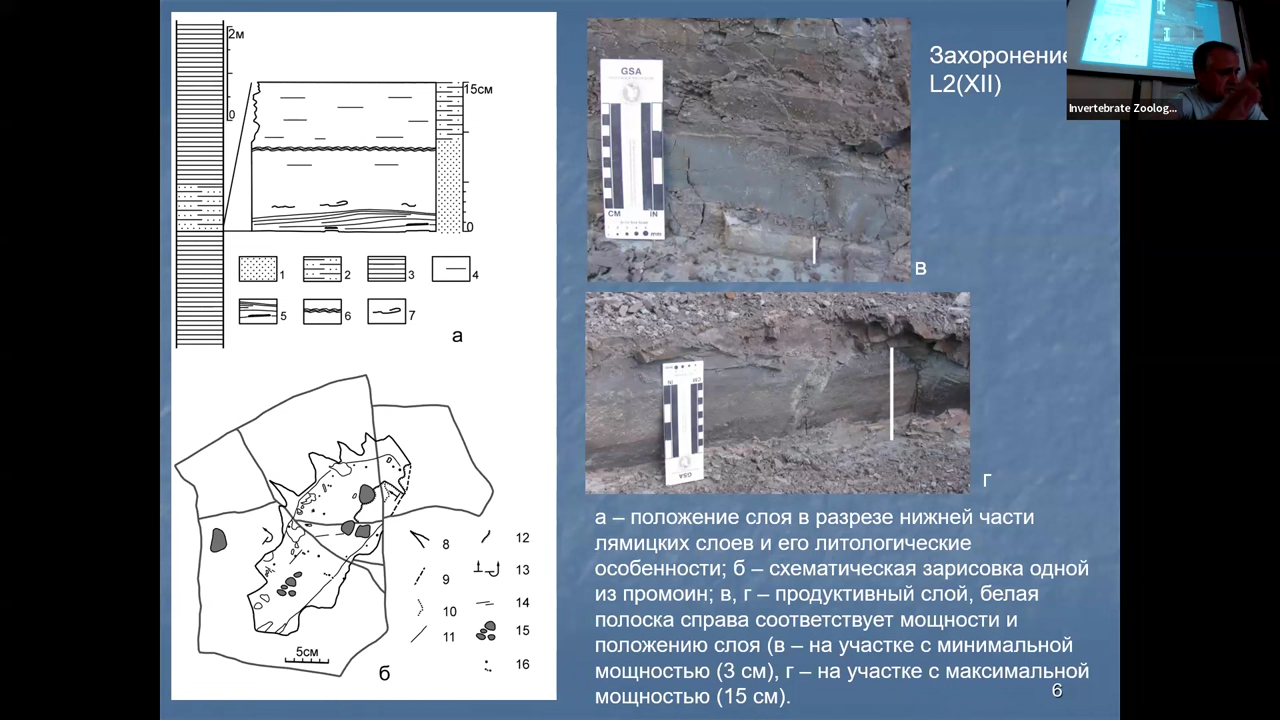 2м
0
15см
0
1
2
3
4
5
6
7
а
GSA
CM
IN
в
Захоронение
L2(XII)
Invertebrate Zoolog...
IN
CM
GSA
г
8
9
10
11
12
13
14
15
16
5см
б
а – положение слоя в разрезе нижней части
лямицких слоев и его литологические
особенности; б – схематическая зарисовка одной
из промоин; в, г – продуктивный слой, белая
полоска справа соответствует мощности и
положению слоя (в – на участке с минимальной
мощностью (3 см), г – на участке с максимальной
мощностью (15 см).
6